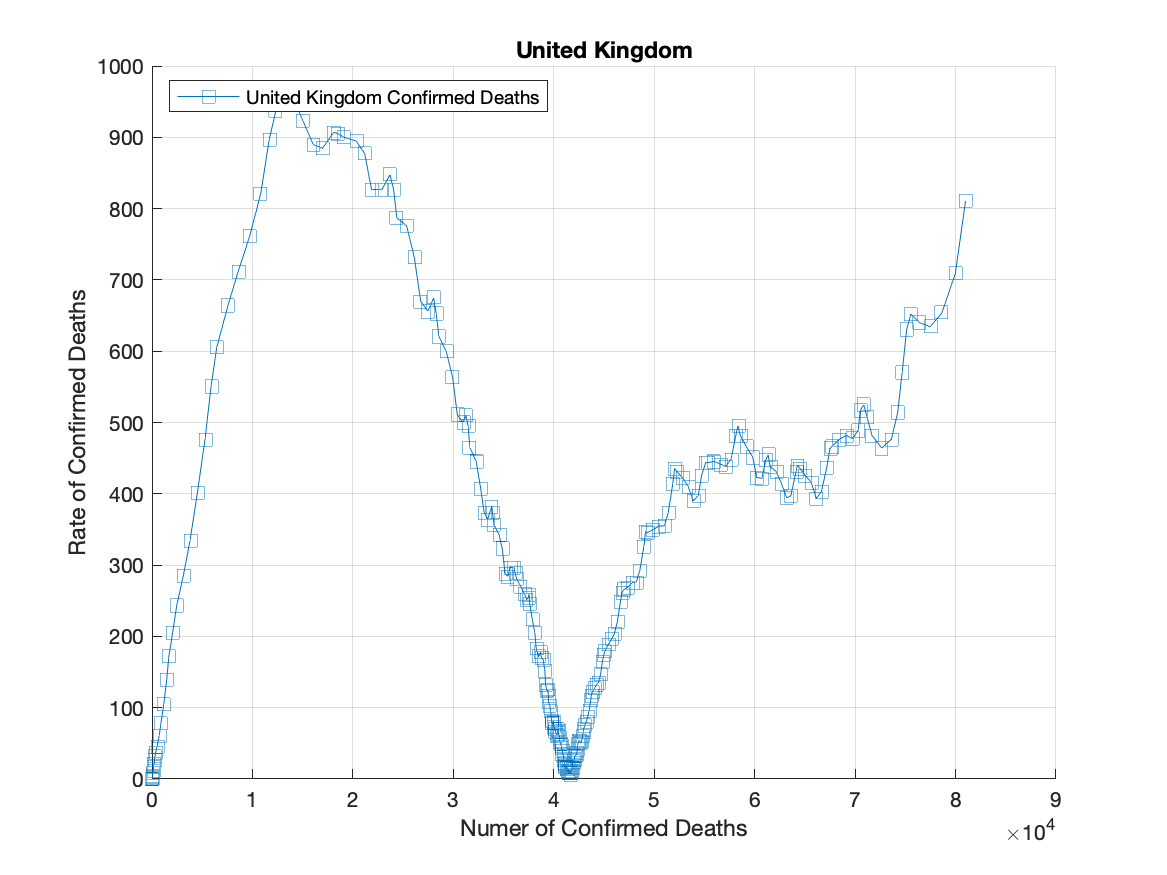 United Kingdom
United Kingdom Confirmed Deaths
1000
900
800
700
600
500
400
300
200
100
0
Rate of Confirmed Deaths
0 1 2 3 4 5 6 7 8 9
×10^4
Numer of Confirmed Deaths